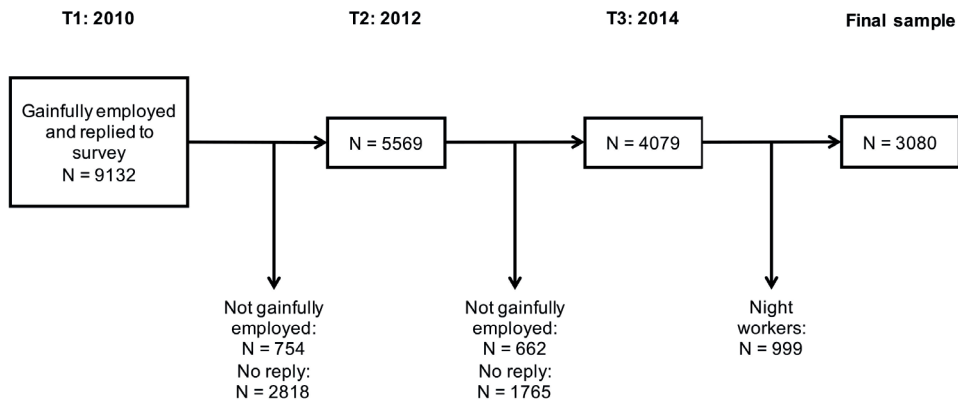 T1: 2010
T2: 2012
T3: 2014
Final sample
Gainfully employed
and replied to
survey
N = 9132
N = 5569
N = 4079
N = 3080
Not gainfully
employed:
N = 754
No reply:
N = 2818
Not gainfully
employed:
N = 662
No reply:
N = 1765
Night
workers:
N = 999